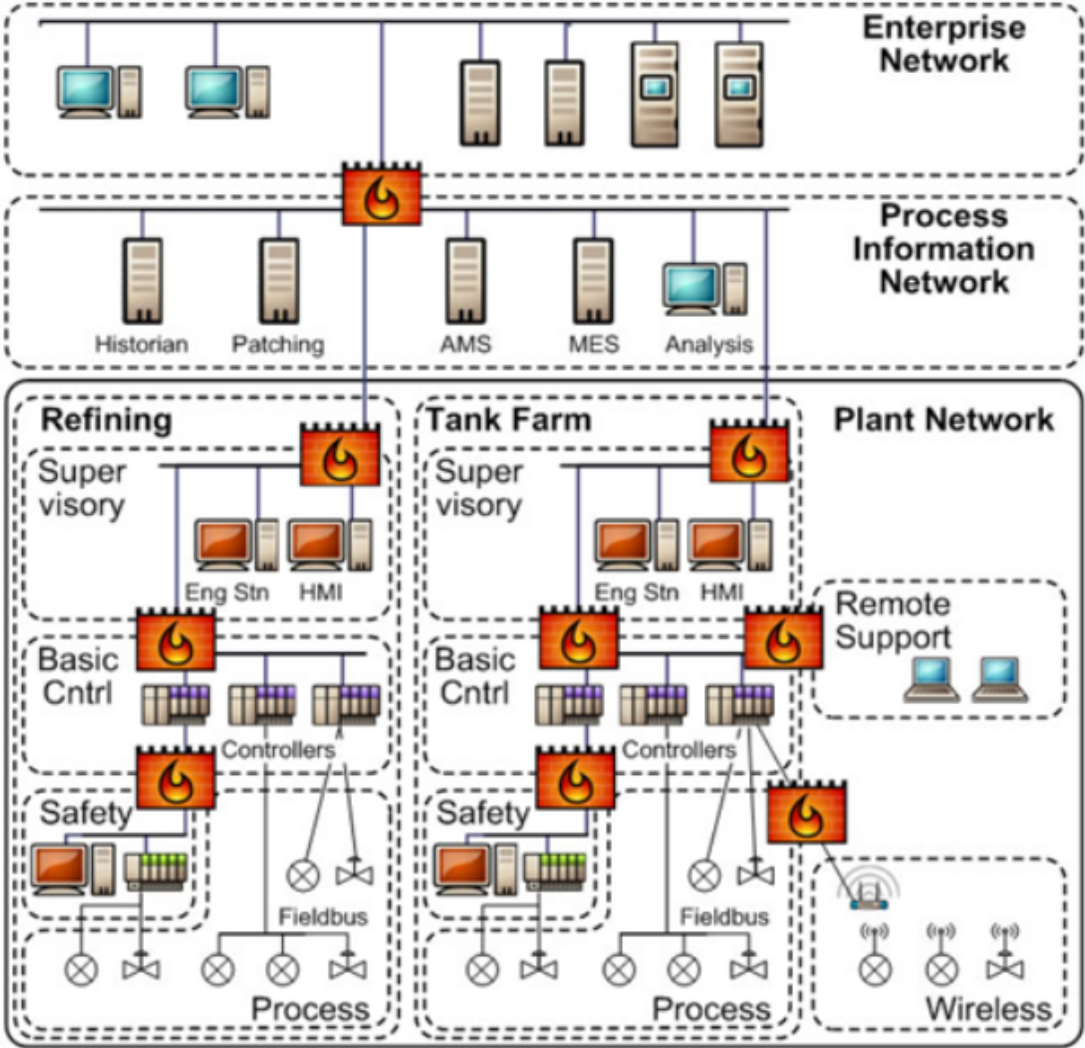 Enterprise
Network
Process
Information
Network
Historian
Patching
AMS
MES
Analysis
Refining
Tank Farm
Plant Network
Super
visory
Eng Stn
HMI
Super
visory
Eng Stn
HMI
Remote
Support
Basic
Cntrl
Controllers
Basic
Cntrl
Controllers
Safety
Fieldbus
Process
Safety
Fieldbus
Process
Wireless